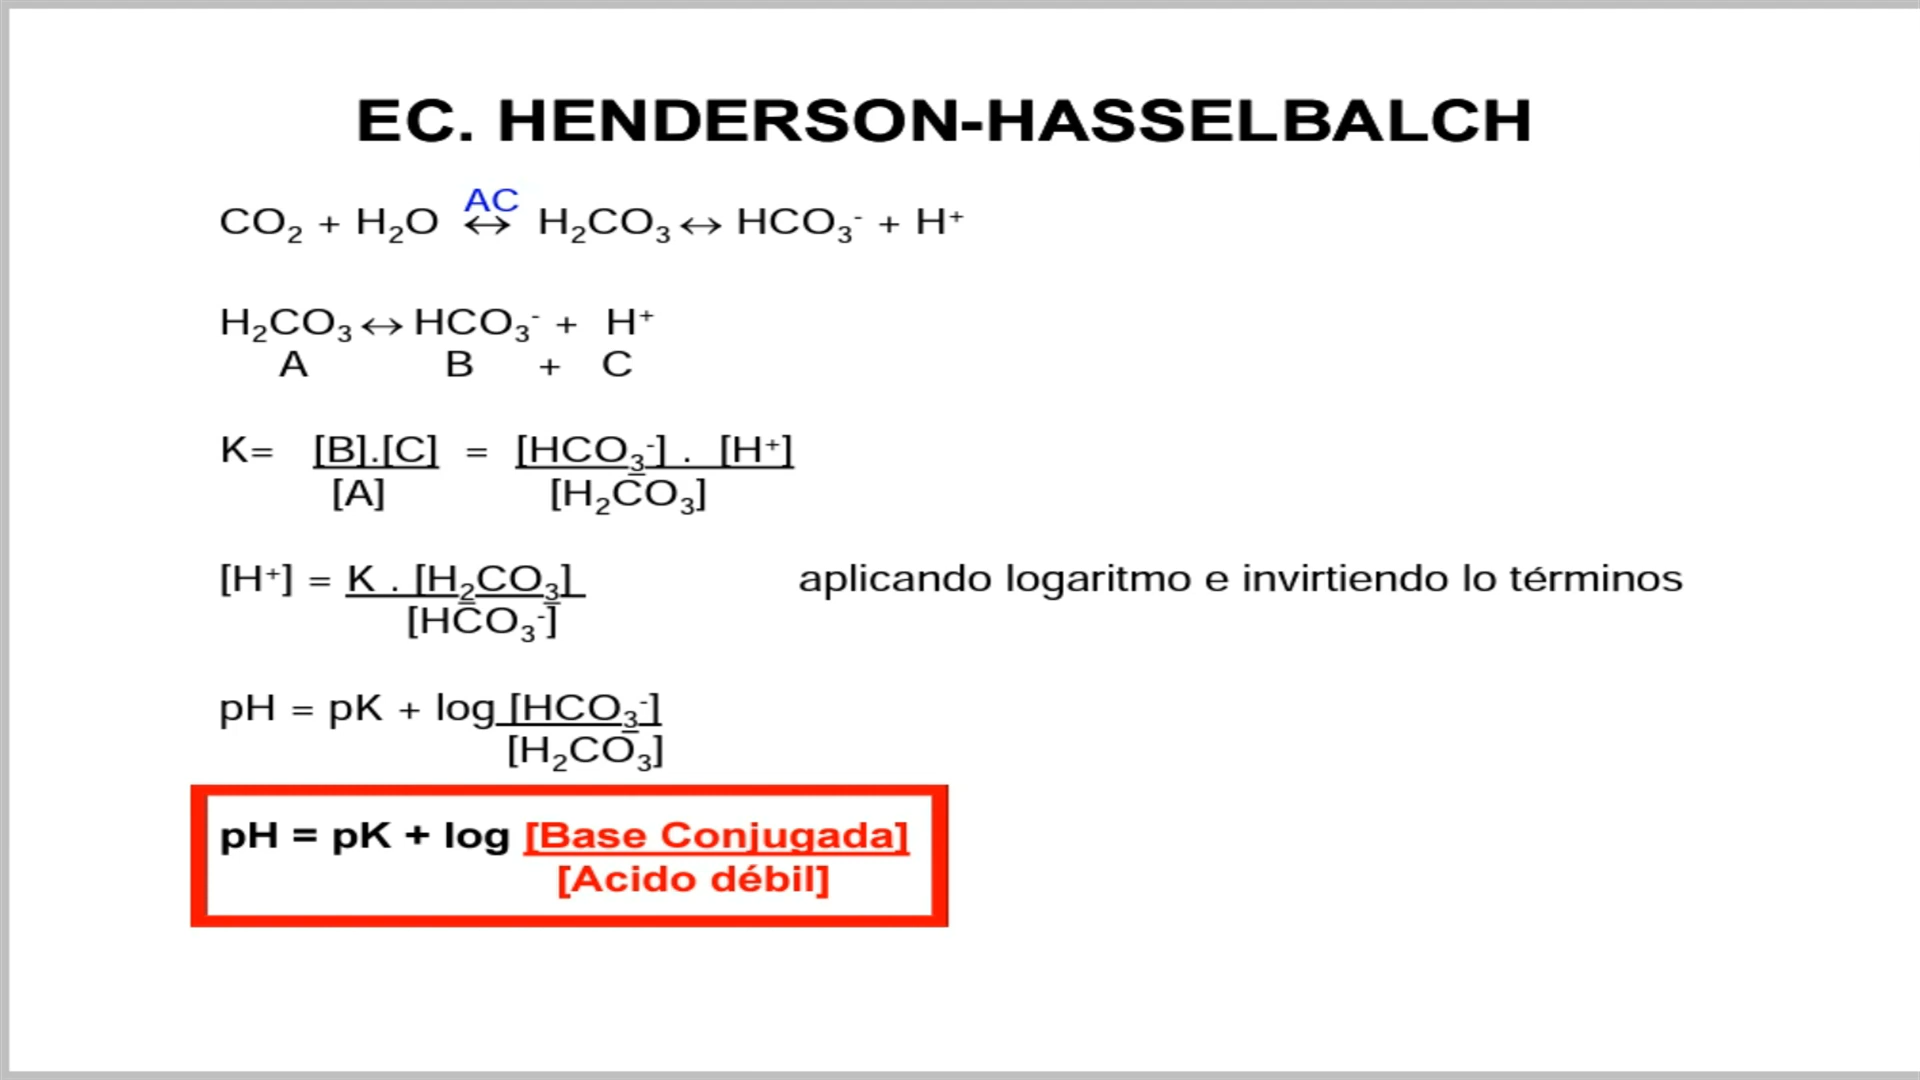 EC. HENDERSON-HASSELBALCH
AC
CO₂ + H₂O ↔ H₂CO₃ ↔ HCO₃⁻ + H⁺
H₂CO₃ ↔ HCO₃⁻ + H⁺
A B + C
K= [B].[C] = [HCO₃⁻] . [H⁺]
[A] [H₂CO₃]
[H⁺] = K . [H₂CO₃] aplicando logaritmo e invirtiendo lo términos
[HCO₃⁻]
pH = pK + log [HCO₃⁻]
[H₂CO₃]
pH = pK + log [Base Conjugada]
[Acido débil]